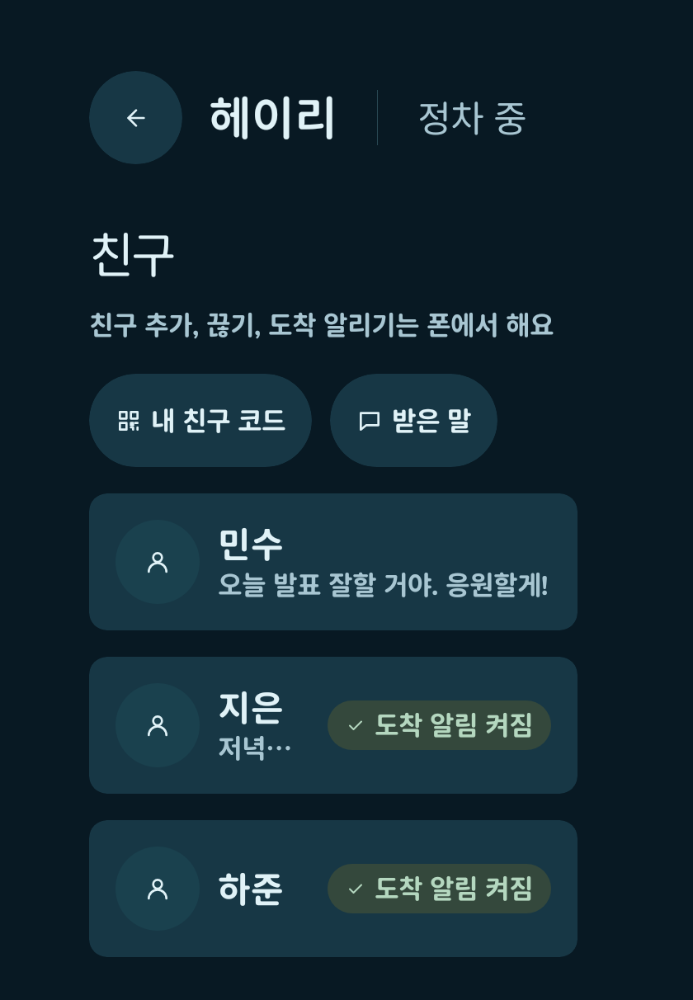 헤이리 정차 중
친구
친구 추가, 끊기, 도착 알리기는 폰에서 해요
내 친구 코드 받은 말
민수
오늘 발표 잘할 거야. 응원할게!
지은
저녁…
도착 알림 켜짐
하준 도착 알림 켜짐